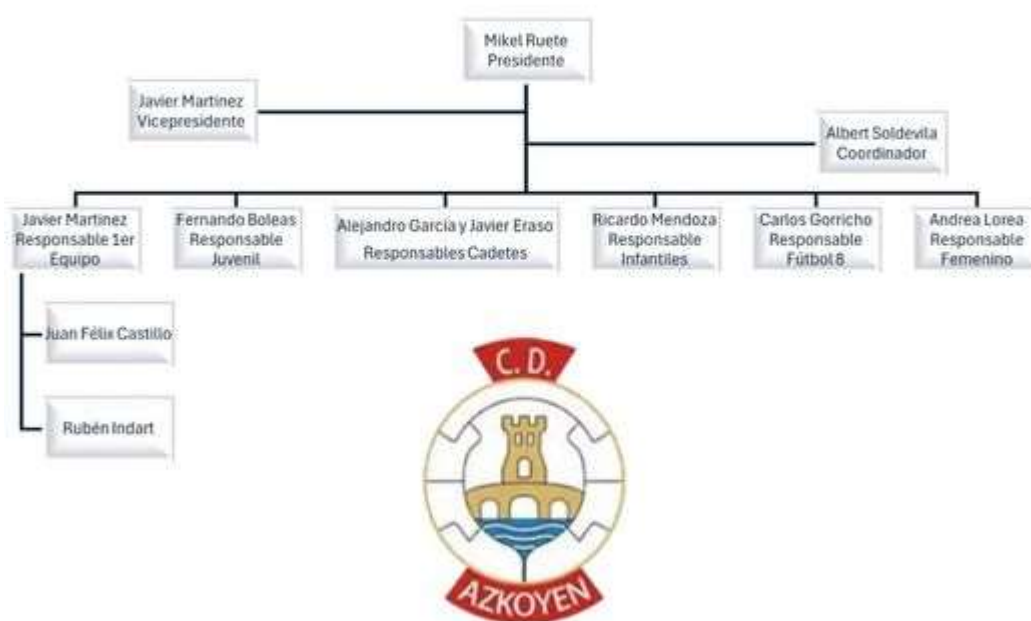 Mikel Ruete
Presidente
Javier Martinez
Vicepresidente
Albert Soldevila
Coordinador
Javier Martinez
Responsable 1er
Equipo
Fernando Boleas
Responsable
Juvenil
Alejandro García y Javier Eraso
Responsables Cadetes
Ricardo Mendoza
Responsable
Infantiles
Carlos Gorricho
Responsable
Fútbol 8
Andrea Lorea
Responsable
Femenino
Juan Félix Castillo
Rubén Indart
C. D.
AZKOYEN